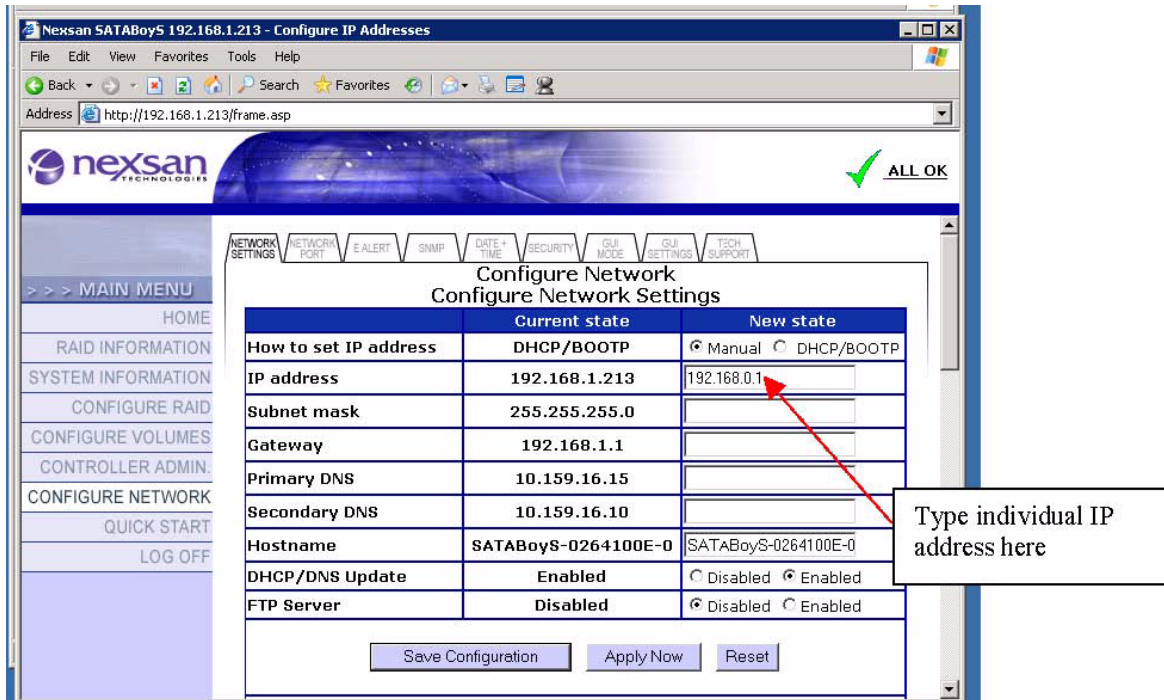 Nexsan SATABoyS 192.168.1.213 - Configure IP Addresses
File Edit View Favorites Tools Help
Back Search Favorites
Address http://192.168.1.213/frame.asp
nexsan
TECHNOLOGIES
ALL OK
NETWORK SETTINGS NETWORK PORT E ALERT SNMP DATE + TIME SECURITY GUI MODE GUI SETTINGS TECH SUPPORT
Configure Network
Configure Network Settings
> > > MAIN MENU
HOME
RAID INFORMATION
SYSTEM INFORMATION
CONFIGURE RAID
CONFIGURE VOLUMES
CONTROLLER ADMIN.
CONFIGURE NETWORK
QUICK START
LOG OFF
Current state New state
How to set IP address DHCP/BOOTP Manual DHCP/BOOTP
IP address 192.168.1.213 192.168.0.1
Subnet mask 255.255.255.0
Gateway 192.168.1.1
Primary DNS 10.159.16.15
Secondary DNS 10.159.16.10
Hostname SATABoyS-0264100E-0 SATABoyS-0264100E-0
DHCP/DNS Update Enabled Disabled Enabled
FTP Server Disabled Disabled Enabled
Save Configuration Apply Now Reset
Type individual IP
address here